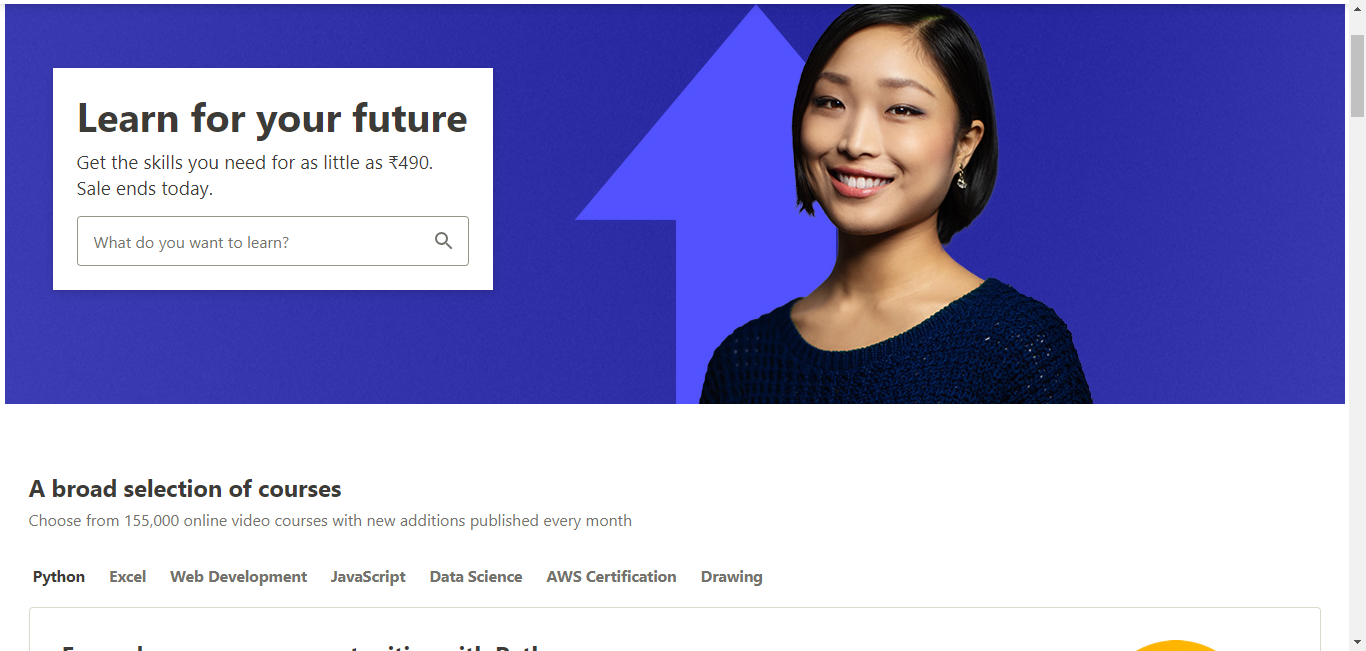 Learn for your future
Get the skills you need for as little as ₹490.
Sale ends today.
What do you want to learn?
A broad selection of courses
Choose from 155,000 online video courses with new additions published every month
Python Excel Web Development JavaScript Data Science AWS Certification Drawing